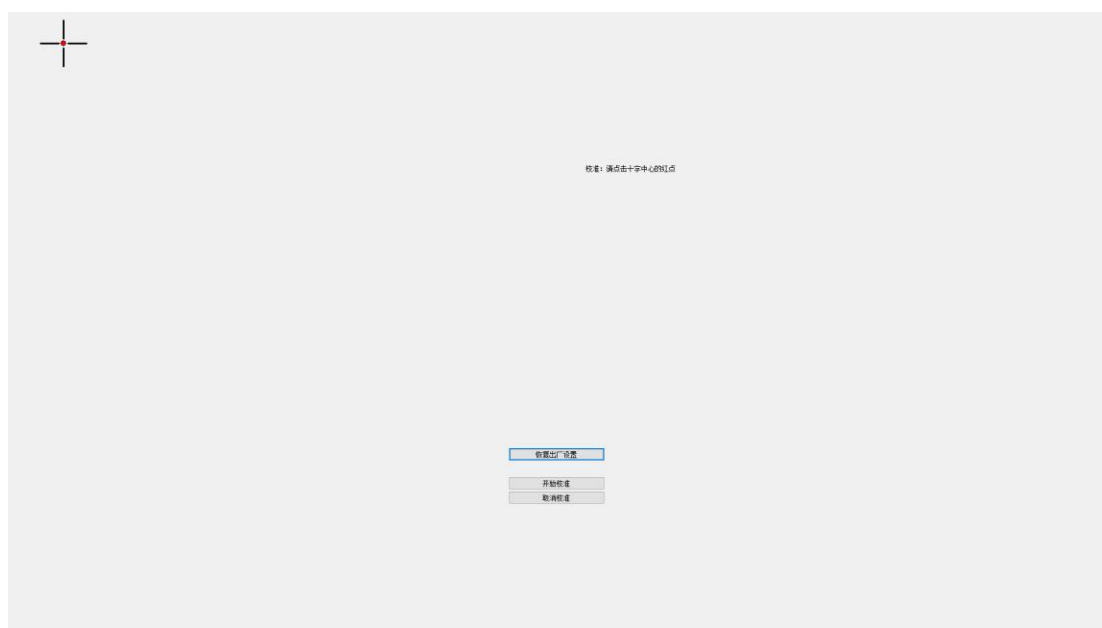 校准：请点击十字中心的红点
恢复出厂设置
开始校准
取消校准